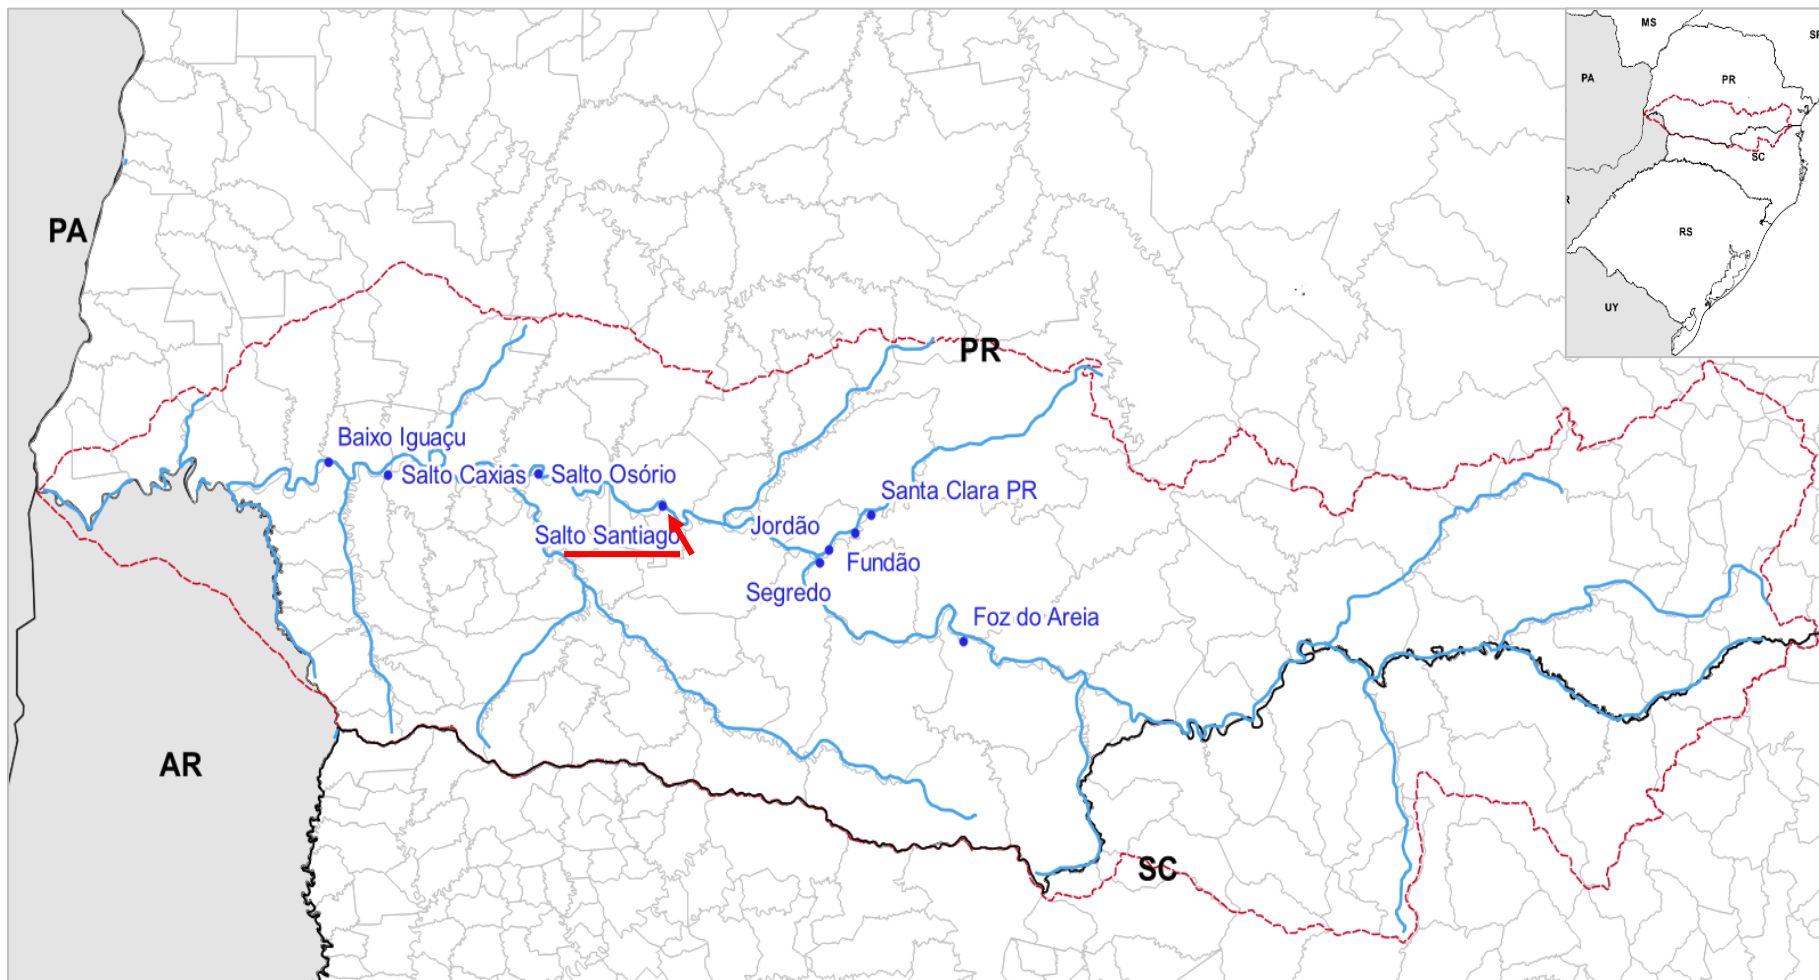 MS
SP
PA
PR
SC
R
RS
UY
PA
PR
Baixo Iguaçu
Salto Caxias
Salto Osório
Santa Clara PR
Jordão
Salto Santiago
Fundão
Segredo
Foz do Areia
AR
SC